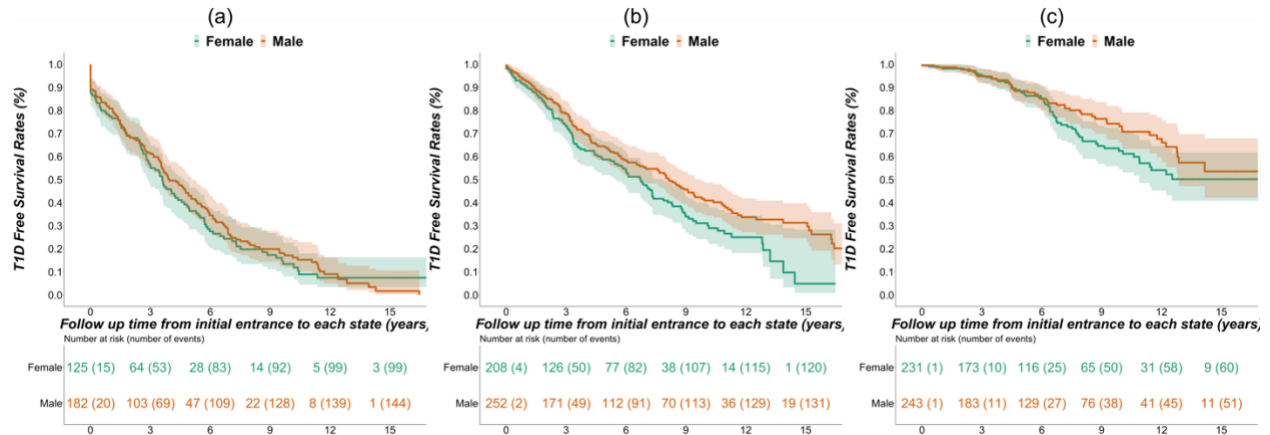 (a)
Female Male
T1D Free Survival Rates (%)
1.0
0.9
0.8
0.7
0.6
0.5
0.4
0.3
0.2
0.1
0.0
0 3 6 9 12 15
Follow up time from initial entrance to each state (years,
Number at risk (number of events)
Female 125 (15) 64 (53) 28 (83) 14 (92) 5 (99) 3 (99)
Male 182 (20) 103 (69) 47 (109) 22 (128) 8 (139) 1 (144)
0 3 6 9 12 15
(b)
Female Male
T1D Free Survival Rates (%)
1.0
0.9
0.8
0.7
0.6
0.5
0.4
0.3
0.2
0.1
0.0
0 3 6 9 12 15
Follow up time from initial entrance to each state (years,
Number at risk (number of events)
Female 208 (4) 126 (50) 77 (82) 38 (107) 14 (115) 1 (120)
Male 252 (2) 171 (49) 112 (91) 70 (113) 36 (129) 19 (131)
0 3 6 9 12 15
(c)
Female Male
T1D Free Survival Rates (%)
1.0
0.9
0.8
0.7
0.6
0.5
0.4
0.3
0.2
0.1
0.0
0 3 6 9 12 15
Follow up time from initial entrance to each state (years,
Number at risk (number of events)
Female 231 (1) 173 (10) 116 (25) 65 (50) 31 (58) 9 (60)
Male 243 (1) 183 (11) 129 (27) 76 (38) 41 (45) 11 (51)
0 3 6 9 12 15